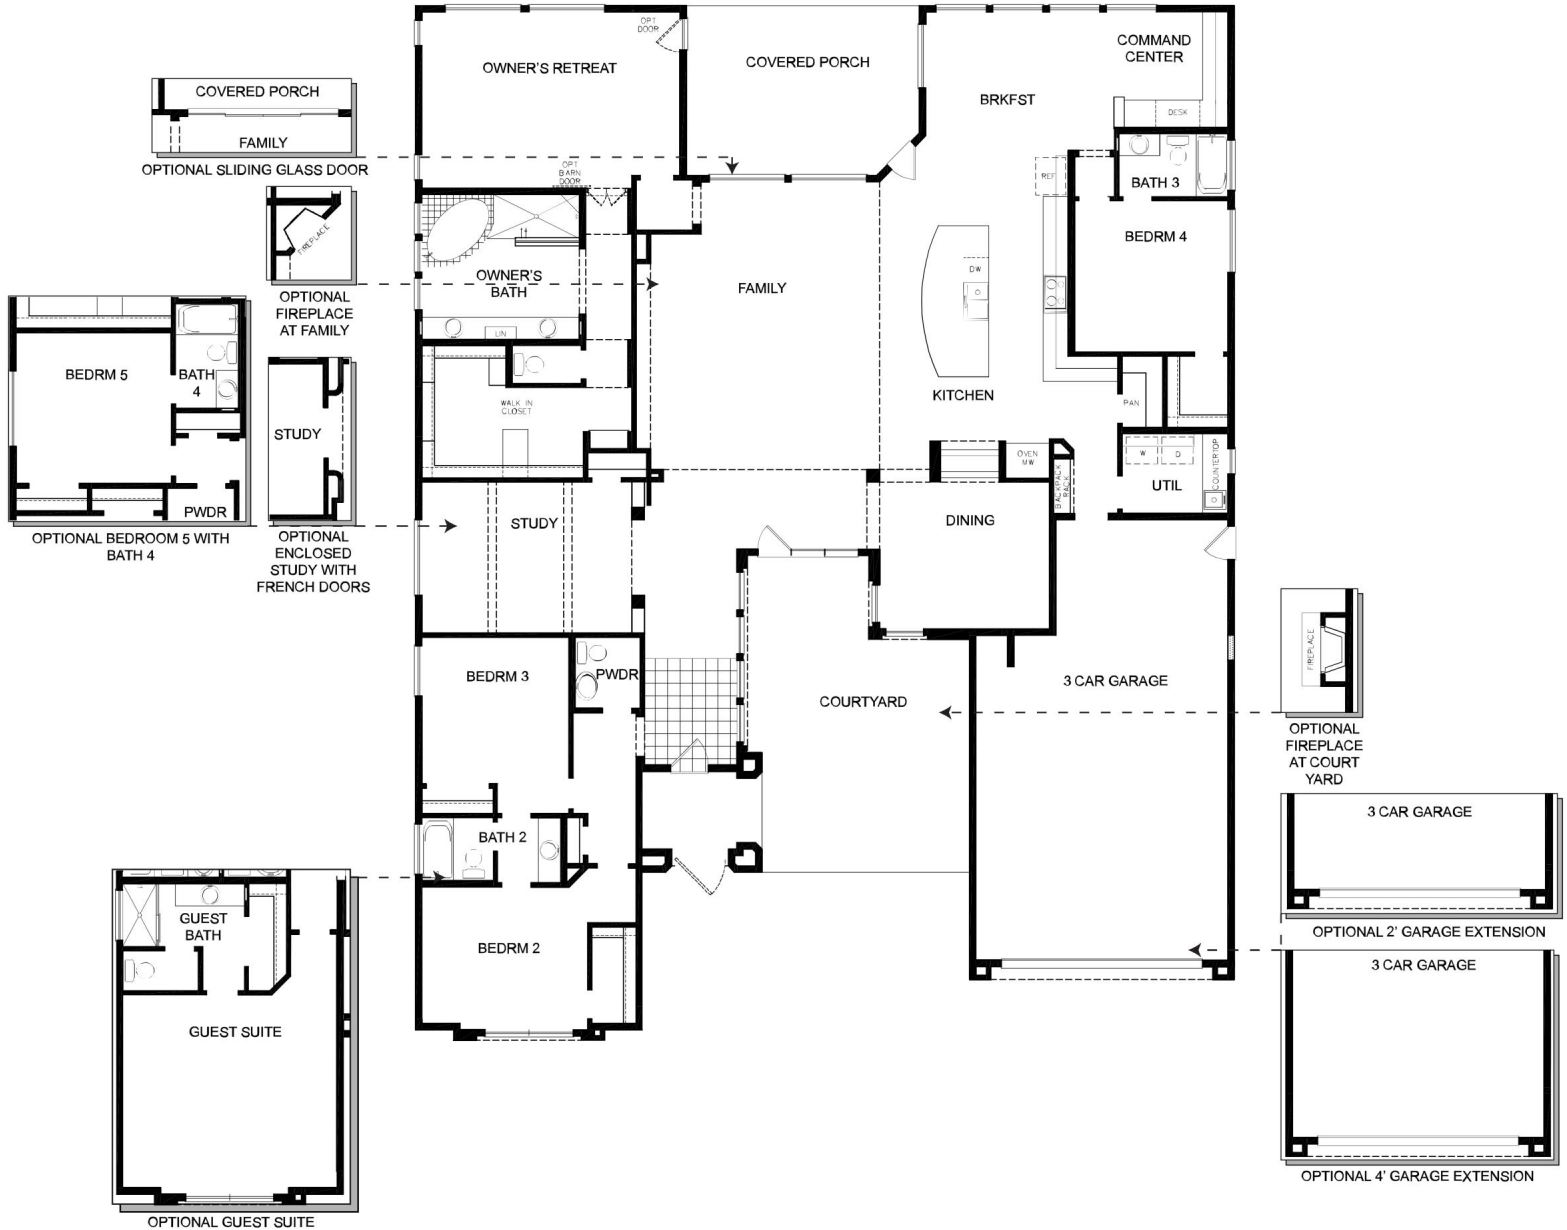 OPT
DOOR
OWNER'S RETREAT
COVERED PORCH
COMMAND
CENTER
BRKFST
DESK
COVERED PORCH
FAMILY
OPTIONAL SLIDING GLASS DOOR
OPT
BARN
DOOR
REF
BATH 3
FIREPLACE
OPTIONAL
FIREPLACE
AT FAMILY
OWNER'S
BATH
LIN
FAMILY
DW
BEDRM 4
KITCHEN
BEDRM 5
BATH
4
PWDR
OPTIONAL BEDROOM 5 WITH
BATH 4
STUDY
OPTIONAL
ENCLOSED
STUDY WITH
FRENCH DOORS
WALK IN
CLOSET
PAN
OVEN
MW
BACKPACK
RACK
W
D
COUNTERTOP
UTIL
STUDY
DINING
BEDRM 3
PWDR
COURTYARD
3 CAR GARAGE
FIREPLACE
OPTIONAL
FIREPLACE
AT COURT
YARD
BATH 2
BEDRM 2
3 CAR GARAGE
OPTIONAL 2' GARAGE EXTENSION
3 CAR GARAGE
OPTIONAL 4' GARAGE EXTENSION
GUEST
BATH
GUEST SUITE
OPTIONAL GUEST SUITE